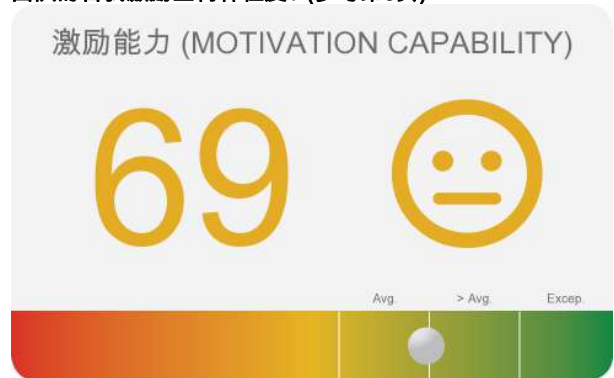 激励能力 (MOTIVATION CAPABILITY)
69
Avg. > Avg. Excep.